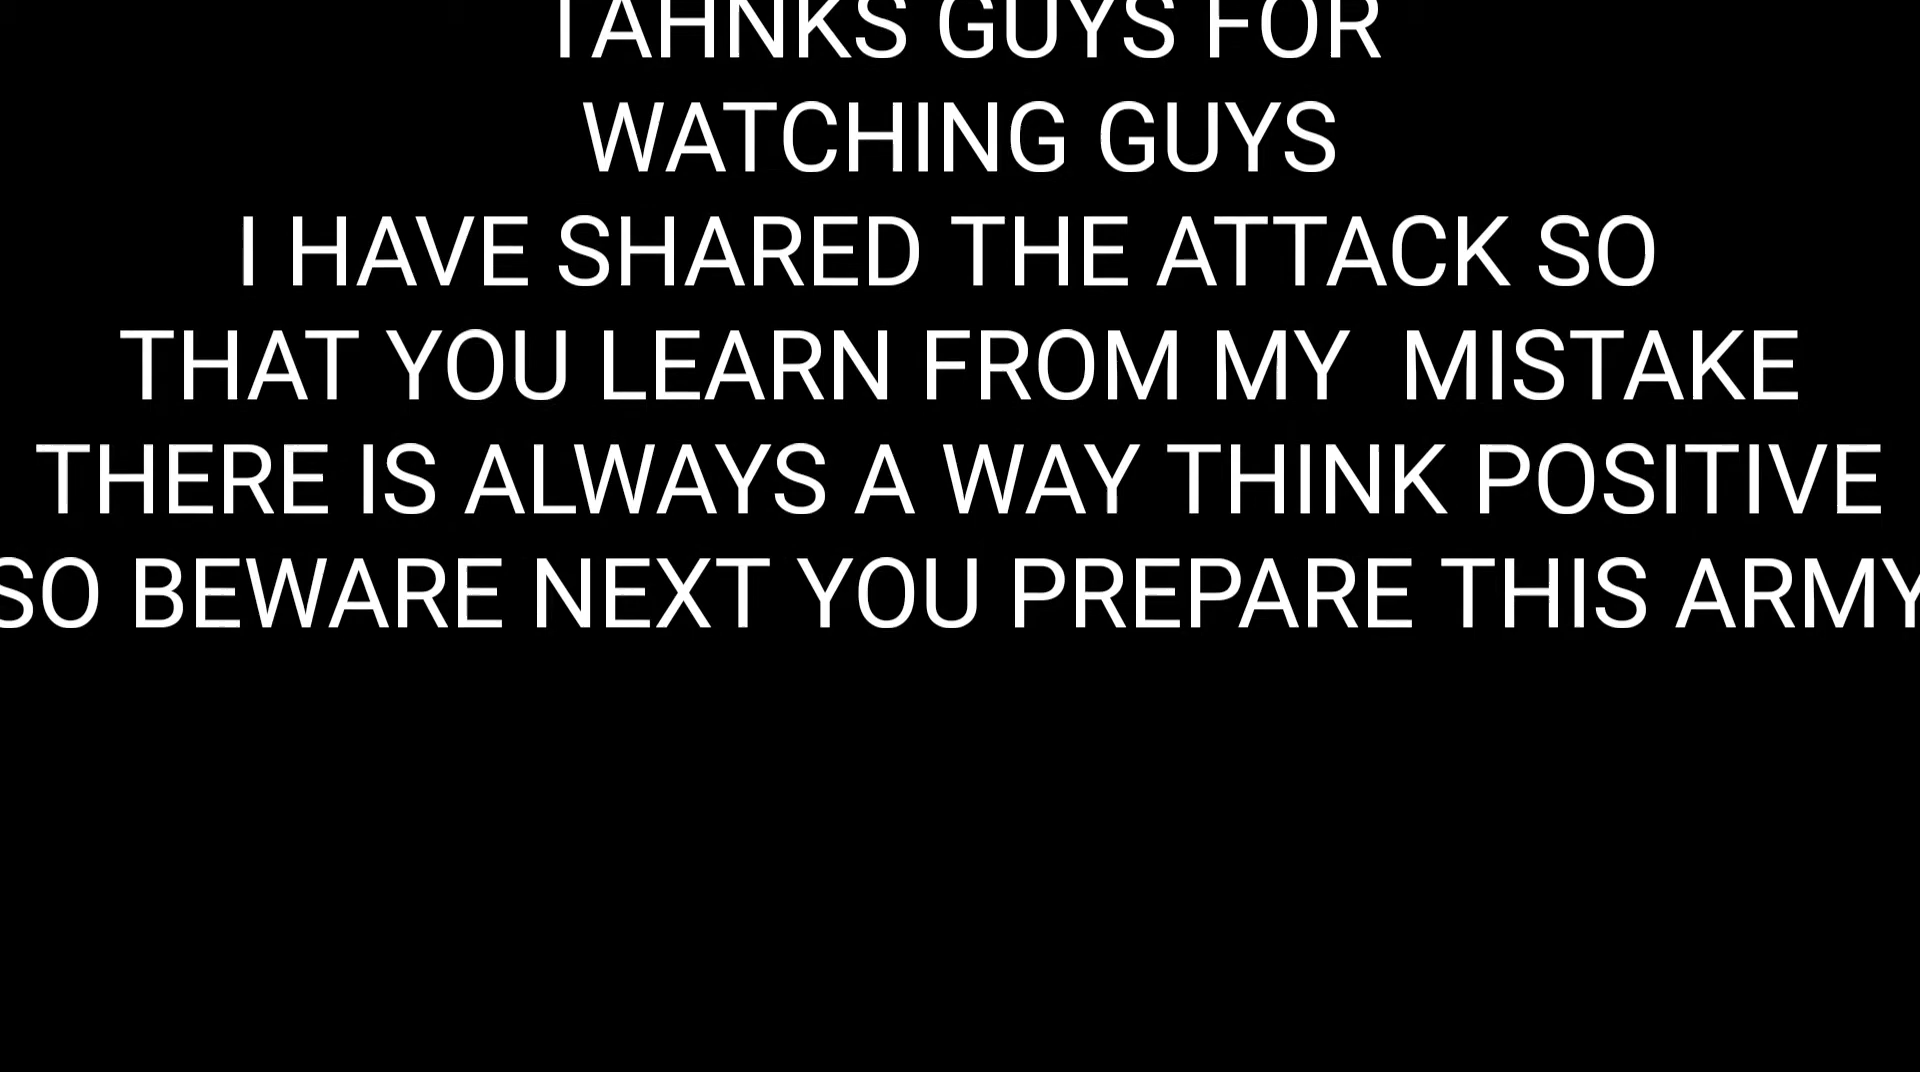 TAHNKS GUYS FOR
WATCHING GUYS
I HAVE SHARED THE ATTACK SO
THAT YOU LEARN FROM MY  MISTAKE
THERE IS ALWAYS A WAY THINK POSITIVE
SO BEWARE NEXT YOU PREPARE THIS ARMY